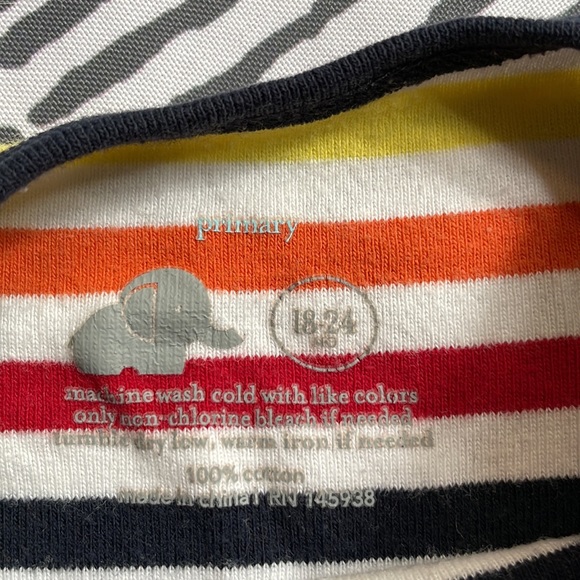 primary
18-24
MO
machine wash cold with like colors
only non-chlorine bleach if needed
tumble dry low, warm iron if needed
100% cotton
made in china I RN 145938